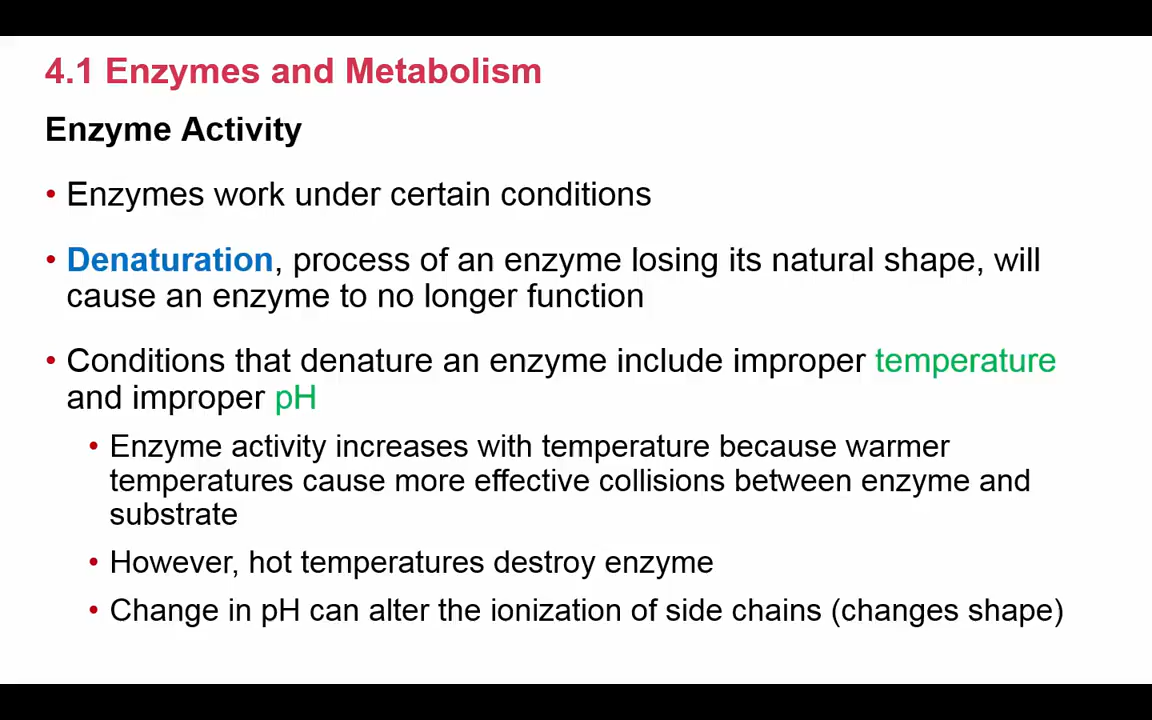 4.1 Enzymes and Metabolism
Enzyme Activity
• Enzymes work under certain conditions
• Denaturation, process of an enzyme losing its natural shape, will
cause an enzyme to no longer function
• Conditions that denature an enzyme include improper temperature
and improper pH
• Enzyme activity increases with temperature because warmer
temperatures cause more effective collisions between enzyme and
substrate
• However, hot temperatures destroy enzyme
• Change in pH can alter the ionization of side chains (changes shape)